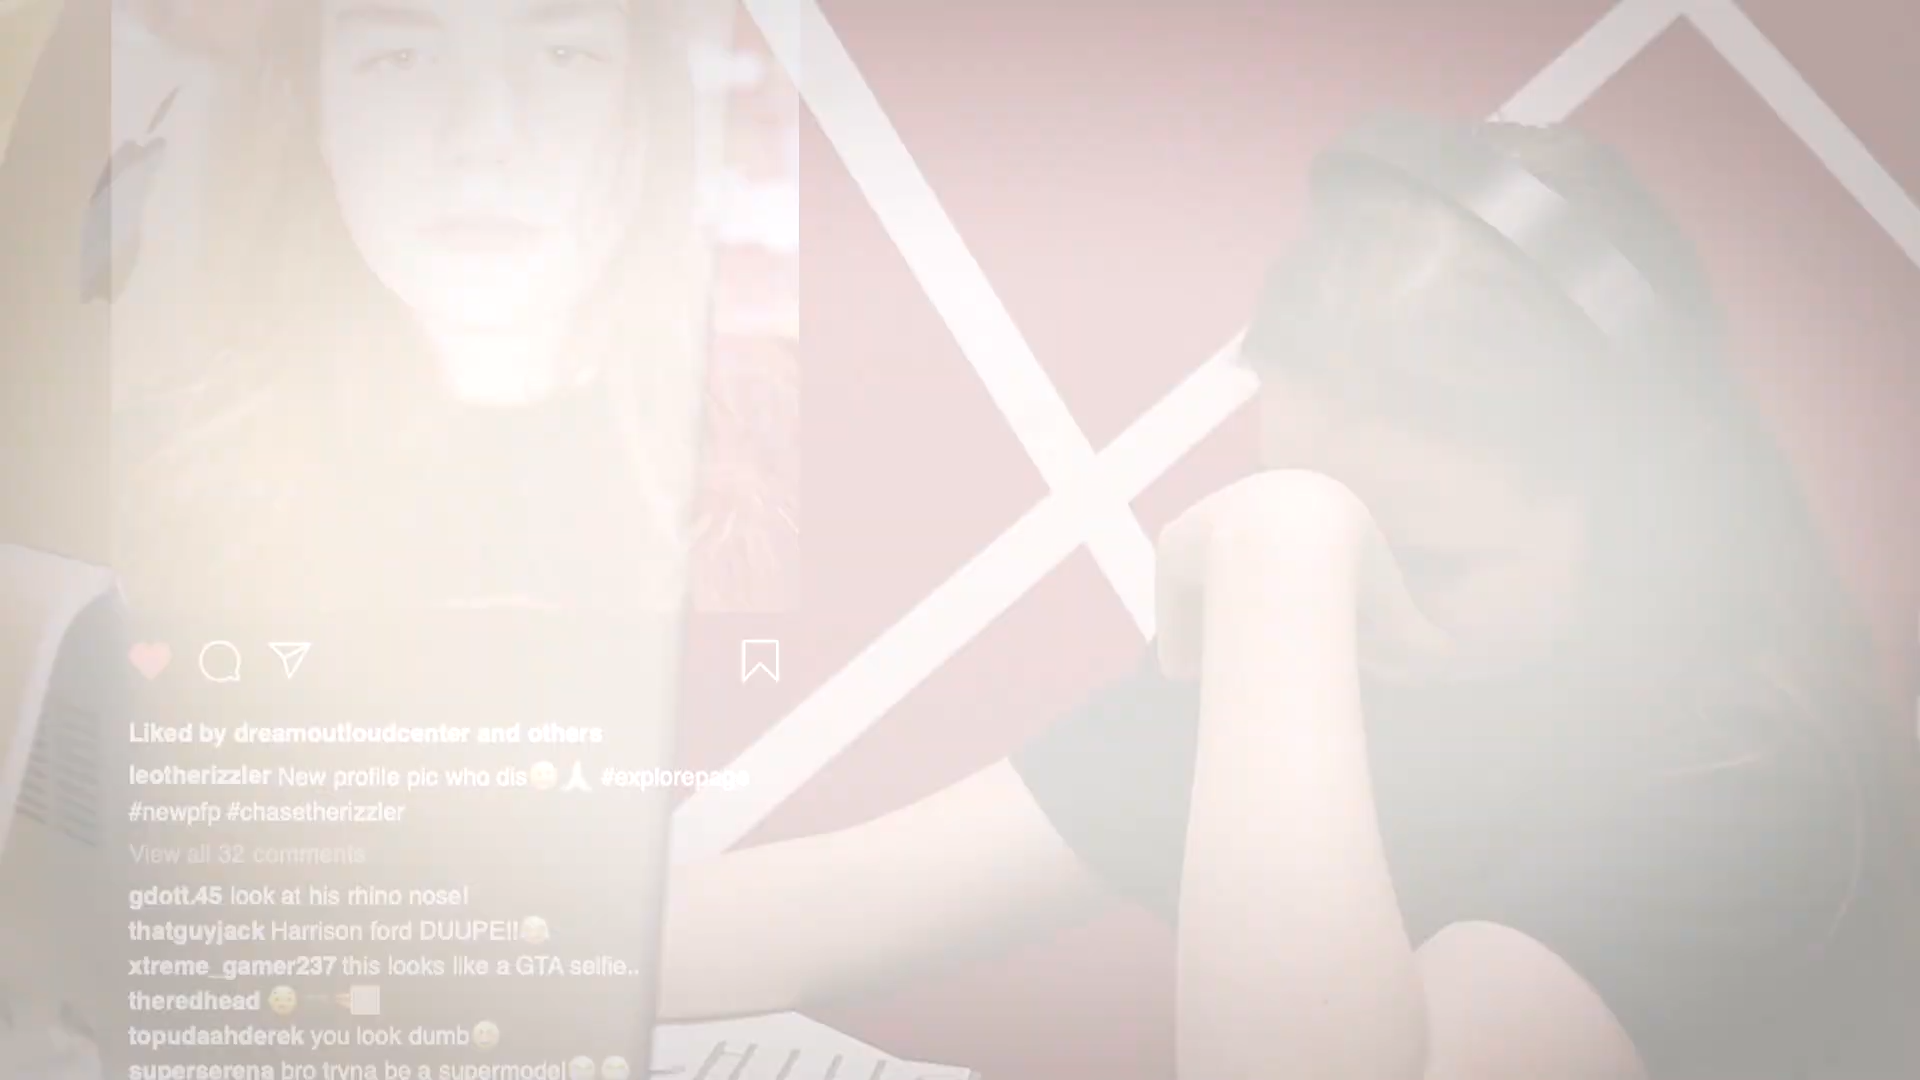 Liked by dreamoutloudcenter and others
leotherizzler New profile pic who dis #explorepage
#newpfp #chasetherizzler
View all 32 comments
gdott.45 look at his rhino nose!
thatguyjack Harrison ford DUUPE!!
xtreme_gamer237 this looks like a GTA selfie..
theredhead
topudaahderek you look dumb
superserena bro tryna be a supermodel